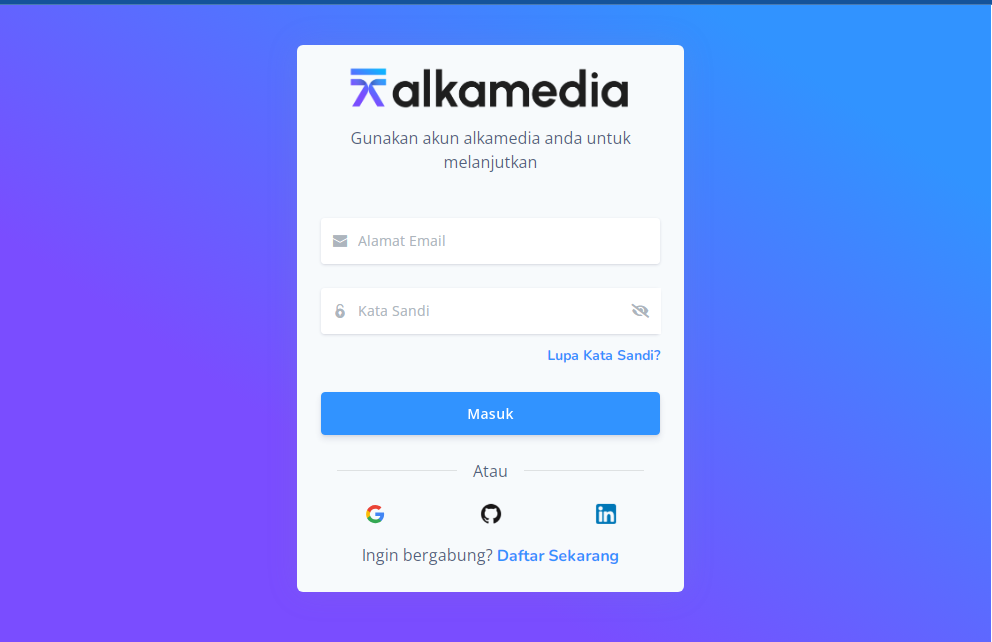 alkamedia
Gunakan akun alkamedia anda untuk
melanjutkan
Alamat Email
Kata Sandi
Lupa Kata Sandi?
Masuk
Atau
in
Ingin bergabung? Daftar Sekarang